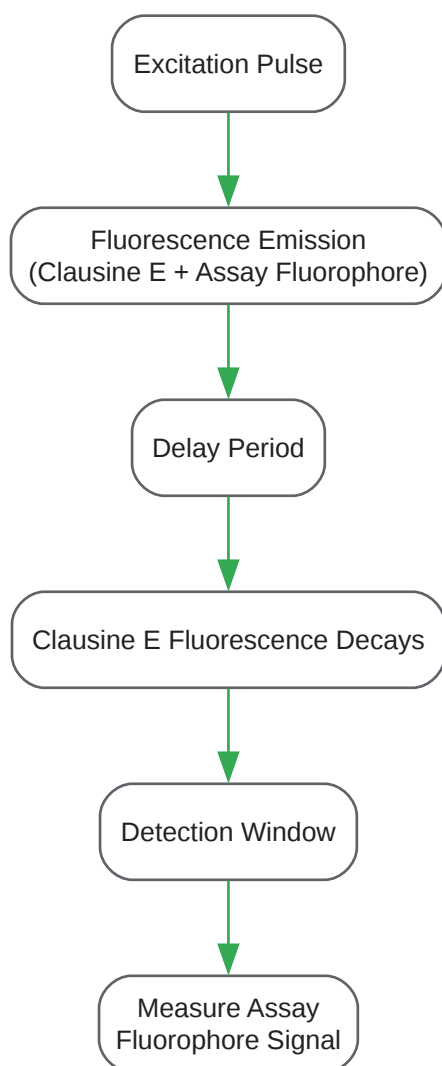 Excitation Pulse
Fluorescence Emission
(Clausine E + Assay Fluorophore)
Delay Period
Clausine E Fluorescence Decays
Detection Window
Measure Assay
Fluorophore Signal